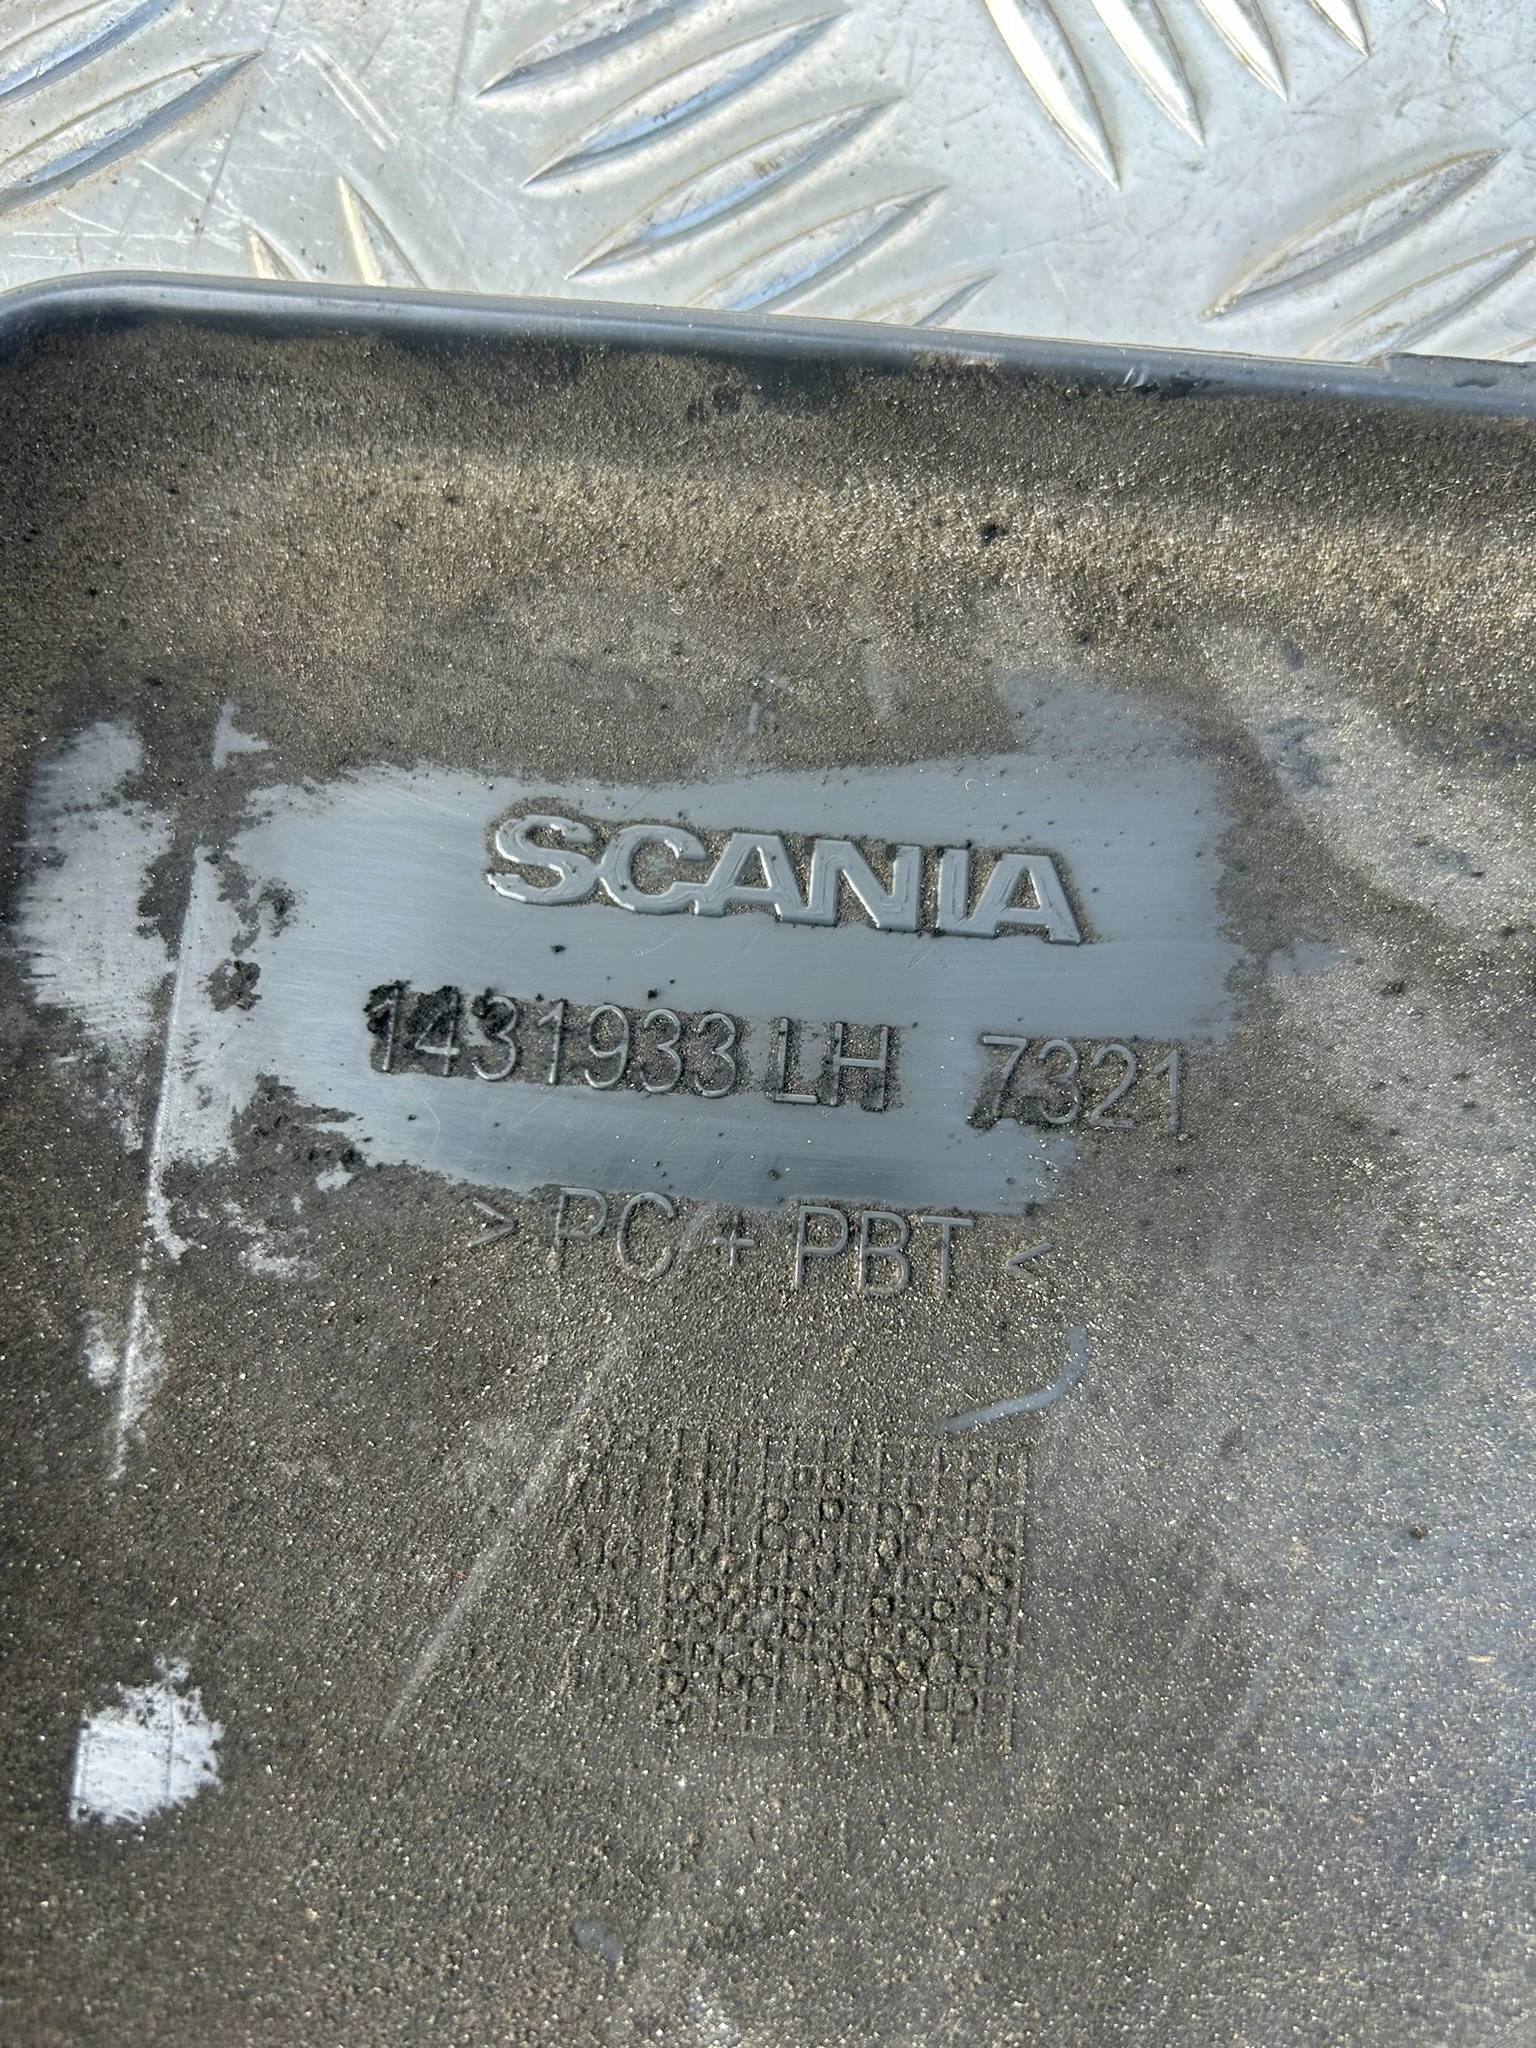 SCANIA
1431933 LH 7321
> PC + PBT <